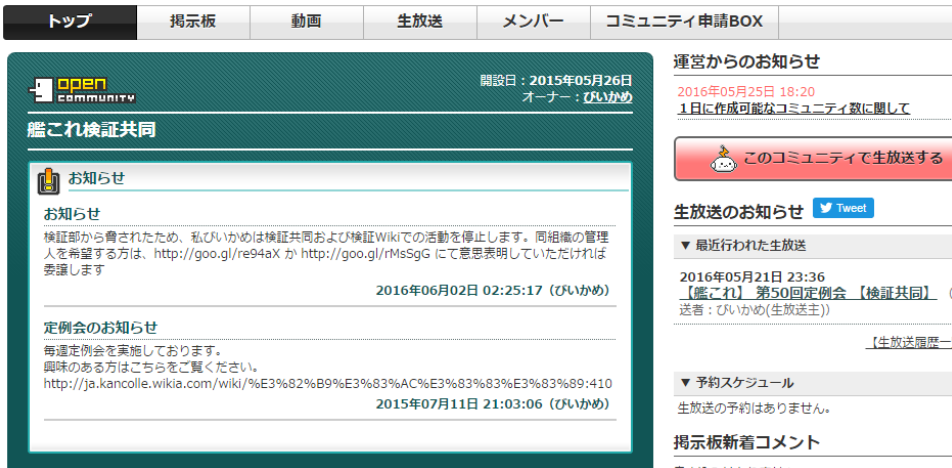 トップ
掲示板
動画
生放送
メンバー
コミュニティ申請BOX
open
community
開設日：2015年05月26日
オーナー：びいかめ
艦これ検証共同
お知らせ
お知らせ
検証部から脅されたため、私びいかめは検証共同および検証Wikiでの活動を停止します。同組織の管理
人を希望する方は、http://goo.gl/re94aX か http://goo.gl/rMsSgG にて意思表明していただければ
委譲します
2016年06月02日 02:25:17（びいかめ）
定例会のお知らせ
毎週定例会を実施しております。
興味のある方はこちらをご覧ください。
http://ja.kancolle.wikia.com/wiki/%E3%82%B9%E3%83%AC%E3%83%83%E3%83%89:410
2015年07月11日 21:03:06（びいかめ）
運営からのお知らせ
2016年05月25日 18:20
１日に作成可能なコミュニティ数に関して
このコミュニティで生放送する
生放送のお知らせ
Tweet
▼ 最近行われた生放送
2016年05月21日 23:36
【艦これ】 第50回定例会 【検証共同】 （
送者：びいかめ(生放送主))
【生放送履歴一
▼ 予約スケジュール
生放送の予約はありません。
掲示板新着コメント